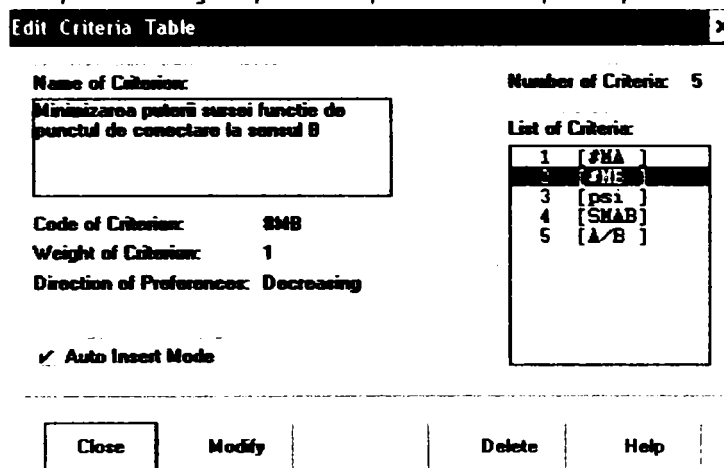 Edit Criteria Table
Name of Criterion:
Minimizarea puterii sursei functie de
punctul de conectare la sensul B
Code of Criterion: #MB
Weight of Criterion: 1
Direction of Preferences: Decreasing
✓ Auto Insert Mode
Number of Criteria: 5
List of Criteria:
1 [#MA ]
2 [#MB ]
3 [psi ]
4 [SMAB]
5 [A/B ]
Close Modify Delete Help